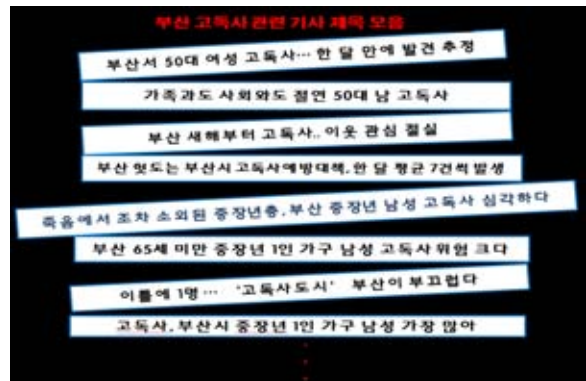 부산 고독사 관련 기사 제목 모음
부산서 50대 여성 고독사… 한 달 만에 발견 추정
가족과도 사회와도 절연 50대 남 고독사
부산 새해부터 고독사.. 이웃 관심 절실
부산 헛도는 부산시 고독사예방대책, 한 달 평균 7건씩 발생
죽음에서 조차 소외된 중장년층, 부산 중장년 남성 고독사 심각하다
부산 65세 미만 중장년 1인 가구 남성 고독사 위험 크다
이틀에 1명… ‘고독사도시’ 부산이 부끄럽다
고독사, 부산시 중장년 1인 가구 남성 가장 많아